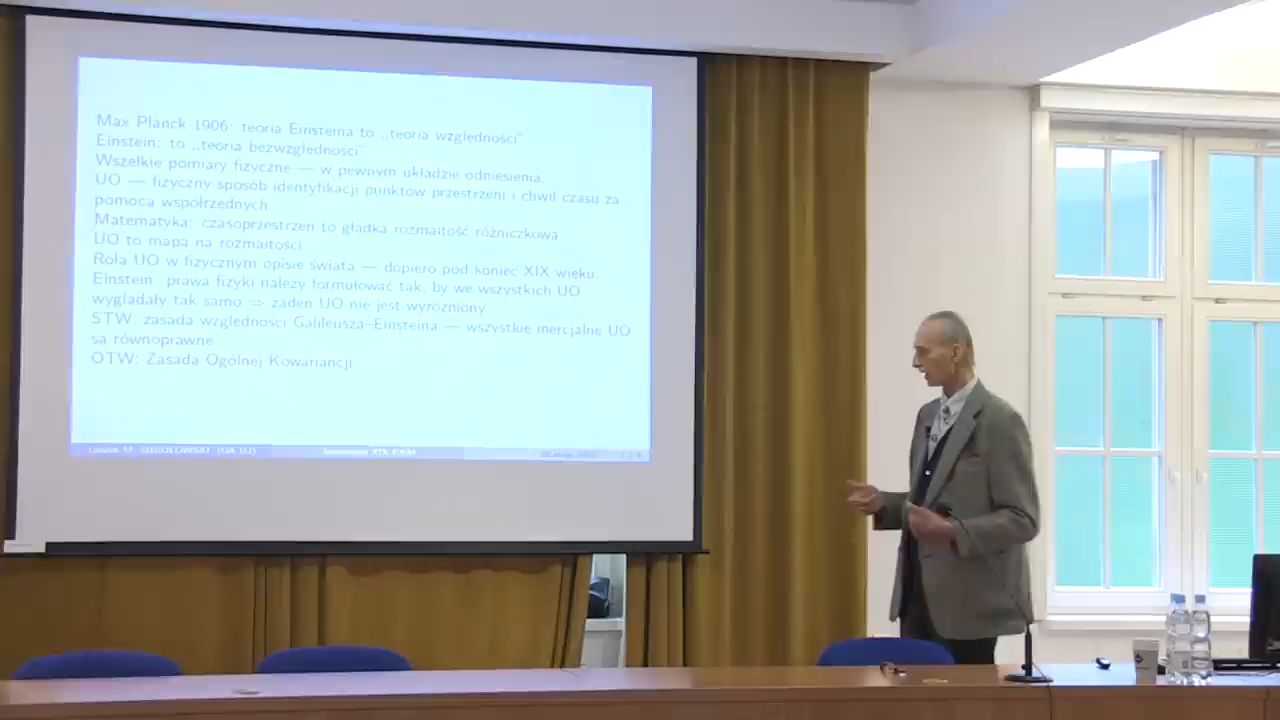 Max Planck 1906: teoria Einsteina to ,,teoria względności"
Einstein: to ,,teoria bezwzględności"
Wszelkie pomiary fizyczne — w pewnym układzie odniesienia.
UO — fizyczny sposób identyfikacji punktów przestrzeni i chwil czasu za
pomocą współrzędnych.
Matematyka: czasoprzestrzeń to gładka rozmaitość różniczkowa
UO to mapa na rozmaitości.
Rola UO w fizycznym opisie świata — dopiero pod koniec XIX wieku.
Einstein: prawa fizyki należy formułować tak, by we wszystkich UO
wyglądały tak samo ⇒ żaden UO nie jest wyróżniony.
STW: zasada względności Galileusza–Einsteina — wszystkie inercjalne UO
są równoprawne.
OTW: Zasada Ogólnej Kowariancji.
M. SOKOŁOWSKI (OA UJ)